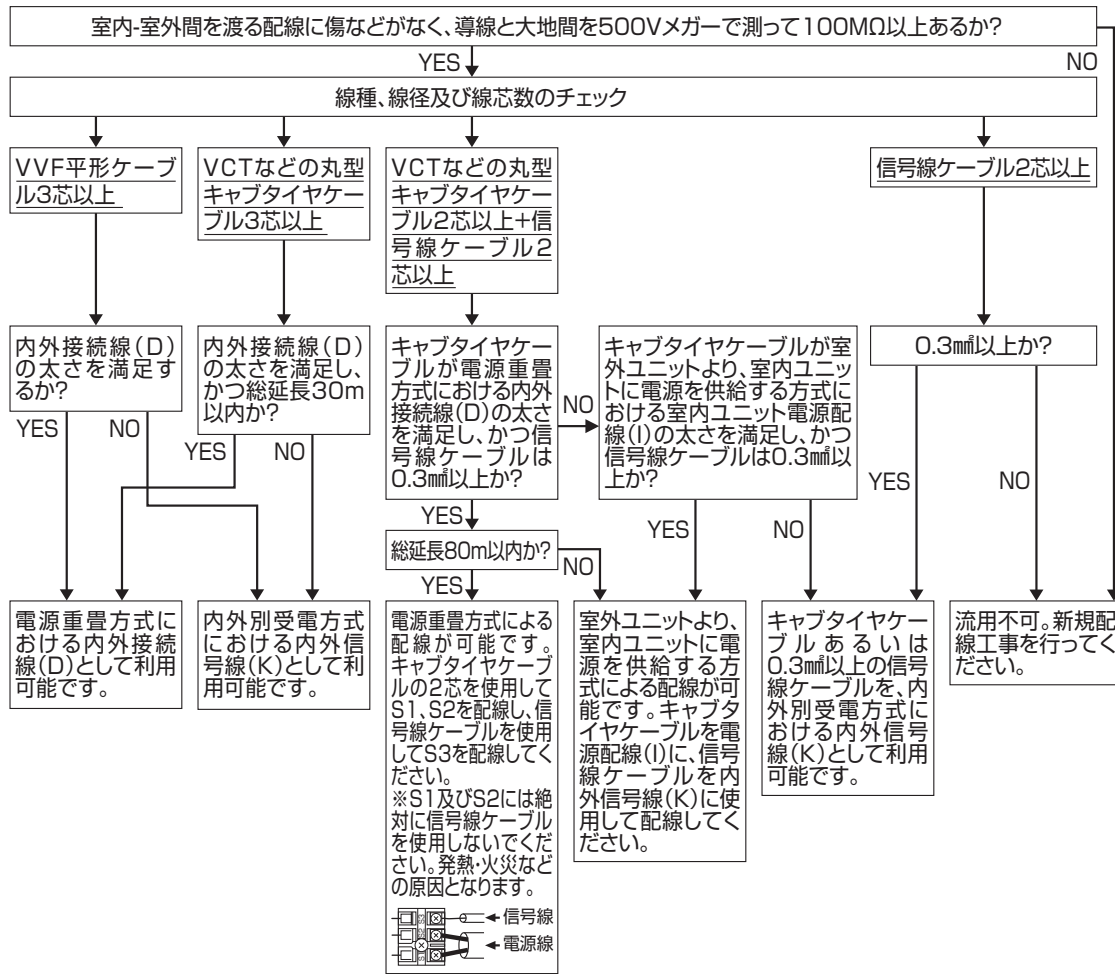 室内-室外間を渡る配線に傷などがなく、導線と大地間を500Vメガーで測って100MΩ以上あるか?
YES
NO
線種、線径及び線芯数のチェック
VVF平形ケーブ
ル3芯以上
VCTなどの丸型
キャブタイヤケー
ブル3芯以上
VCTなどの丸型
キャブタイヤケー
ブル2芯以上+信
号線ケーブル2
芯以上
信号線ケーブル2芯以上
内外接続線(D)
の太さを満足す
るか?
内外接続線(D)
の太さを満足し、
かつ総延長30m
以内か?
キャブタイヤケー
ブルが電源重畳
方式における内外
接続線(D)の太さ
を満足し、かつ信
号線ケーブルは
0.3㎟以上か?
NO
キャブタイヤケーブルが室
外ユニットより、室内ユニッ
トに電源を供給する方式に
おける室内ユニット電源配
線(I)の太さを満足し、かつ
信号線ケーブルは0.3㎟以
上か?
0.3㎟以上か?
YES
NO
YES
NO
YES
YES
NO
YES
NO
総延長80m以内か?
YES
NO
電源重畳方式に
おける内外接続
線(D)として利用
可能です。
内外別受電方式
における内外信
号線(K)として利
用可能です。
電源重畳方式による
配線が可能です。
キャブタイヤケーブ
ルの2芯を使用して
S1、S2を配線し、信
号線ケーブルを使用
してS3を配線してく
ださい。
※S1及びS2には絶
対に信号線ケーブル
を使用しないでくだ
さい。発熱・火災など
の原因となります。
S3
S2
S1
信号線
電源線
室外ユニットより、
室内ユニットに電
源を供給する方
式による配線が可
能です。キャブタ
イヤケーブルを電
源配線(I)に、信号
線ケーブルを内
外信号線(K)に使
用して配線してく
ださい。
キャブタイヤケー
ブルあるいは
0.3㎟以上の信号
線ケーブルを、内
外別受電方式に
おける内外信号
線(K)として利用
可能です。
流用不可。新規配
線工事を行ってく
ださい。